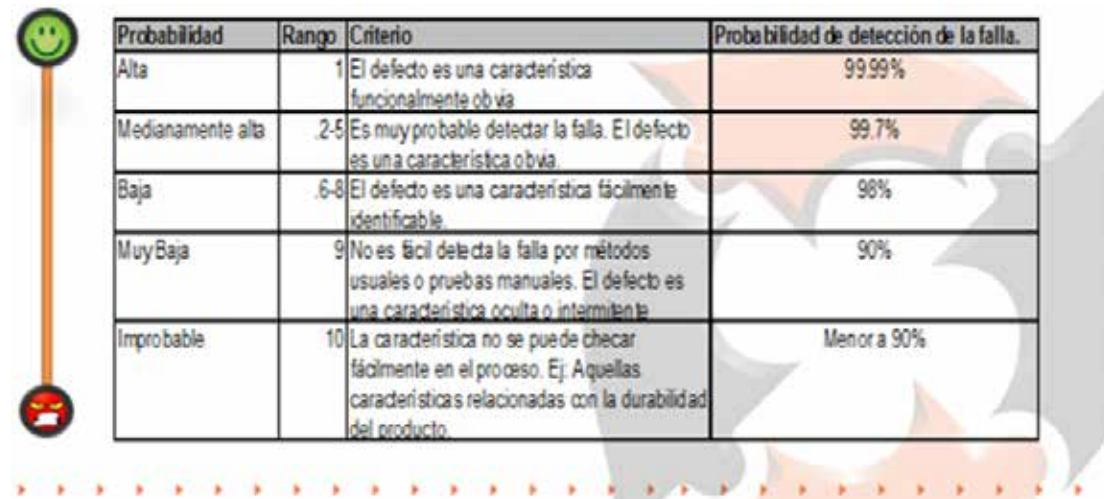 Probabilidad Rango Criterio Probabilidad de detección de la falla.
Alta 1 El defecto es una característica 99.99%
funcionalmente obvia
Medianamente alta .2-5 Es muy probable detectar la falla. El defecto 99.7%
es una característica obvia.
Baja .6-8 El defecto es una característica fácilmente 98%
identificable.
Muy Baja 9 No es fácil detecta la falla por métodos 90%
usuales o pruebas manuales. El defecto es
una característica oculta o intermitente
Improbable 10 La característica no se puede checar Menor a 90%
fácilmente en el proceso. Ej: Aquellas
características relacionadas con la durabilidad
del producto.